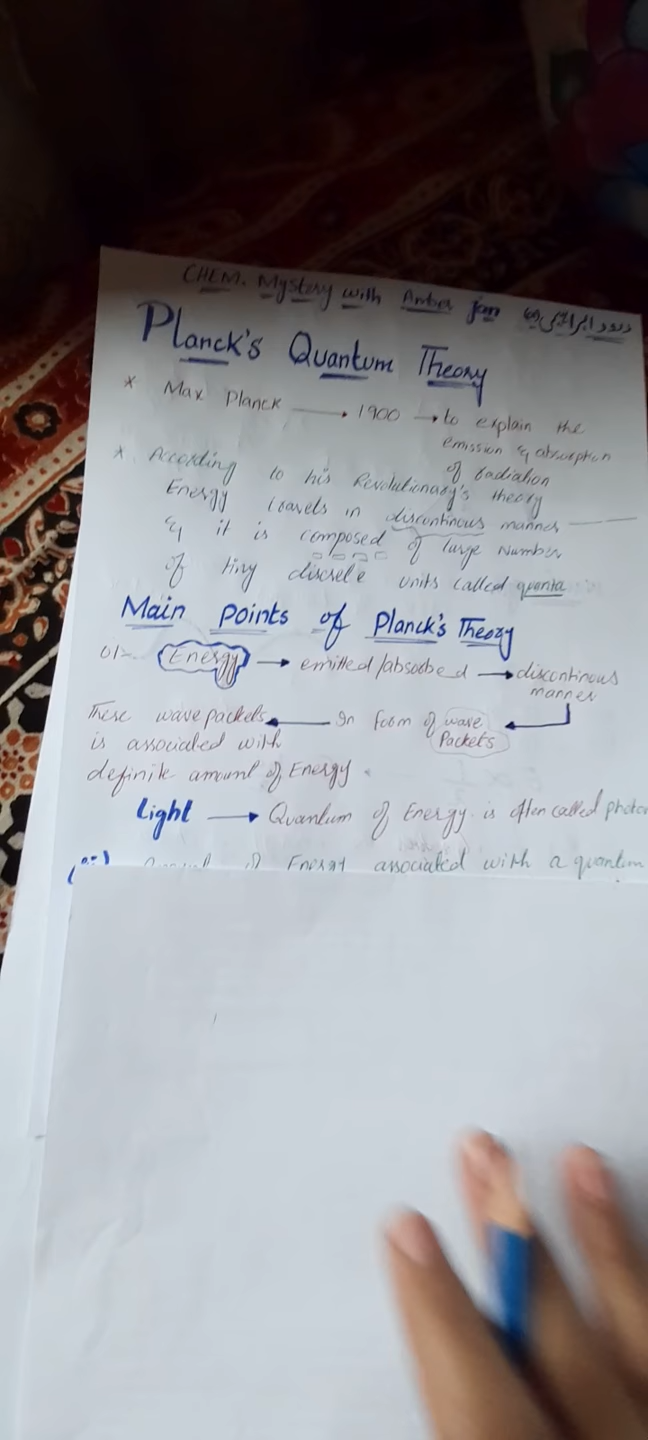 CHEM. Mystery with Amber jan
Planck's Quantum Theory
* Max Planck → 1900 → to explain the
emission & absorption
of radiation
* According to his Revolutionary's theory
Energy travels in discontinous manner
& it is composed of large number
of tiny discrete units called quanta
Main points of Planck's Theory
01- Energy → emitted/absorbed → discontinous
manner
These wave packets ← In form of wave
Packets
is associated with
definite amount of Energy.
Light → Quantum of Energy is often called photon
of Energy associated with a quantum